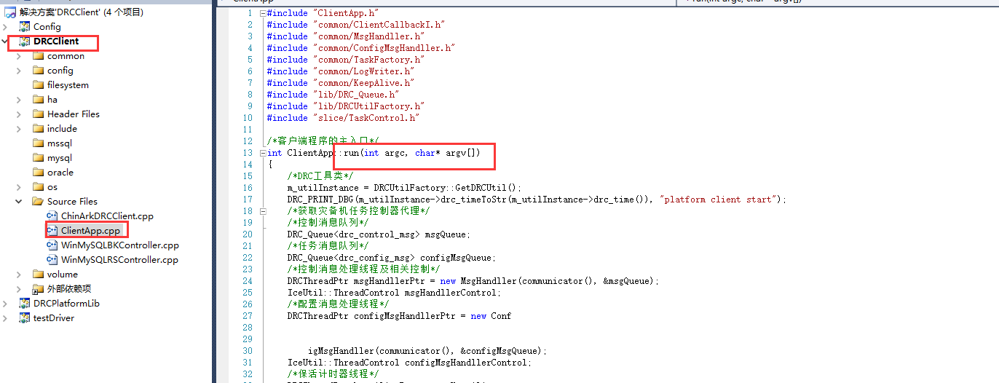 解决方案'DRCClient' (4 个项目)
Config
DRCClient
common
config
filesystem
ha
Header Files
include
mssql
mysql
oracle
os
Source Files
ChinArkDRCClient.cpp
ClientApp.cpp
WinMySQLBKController.cpp
WinMySQLRSController.cpp
volume
外部依赖项
DRCPlatformLib
testDriver
1 #include "ClientApp.h"
2 #include "common/ClientCallbackI.h"
3 #include "common/MsgHandller.h"
4 #include "common/ConfigMsgHandller.h"
5 #include "common/TaskFactory.h"
6 #include "common/LogWriter.h"
7 #include "common/KeepAlive.h"
8 #include "lib/DRC_Queue.h"
9 #include "lib/DRCUtilFactory.h"
10 #include "slice/TaskControl.h"
11
12 /*客户端程序的主入口*/
13 int ClientApp::run(int argc, char* argv[])
14 {
15 /*DRC工具类*/
16 m_utilInstance = DRCUtilFactory::GetDRCUtil();
17 DRC_PRINT_DBG(m_utilInstance->drc_timeToStr(m_utilInstance->drc_time()), "platform client start");
18 /*获取灾备机任务控制器代理*/
19 /*控制消息队列*/
20 DRC_Queue<drc_control_msg> msgQueue;
21 /*任务消息队列*/
22 DRC_Queue<drc_config_msg> configMsgQueue;
23 /*控制消息处理线程及相关控制*/
24 DRCThreadPtr msgHandllerPtr = new MsgHandller(communicator(), &msgQueue);
25 IceUtil::ThreadControl msgHandllerControl;
26 /*配置消息处理线程*/
27 DRCThreadPtr configMsgHandllerPtr = new Conf
28
29
30 igMsgHandller(communicator(), &configMsgQueue);
31 IceUtil::ThreadControl configMsgHandllerControl;
32 /*保活计时器线程*/